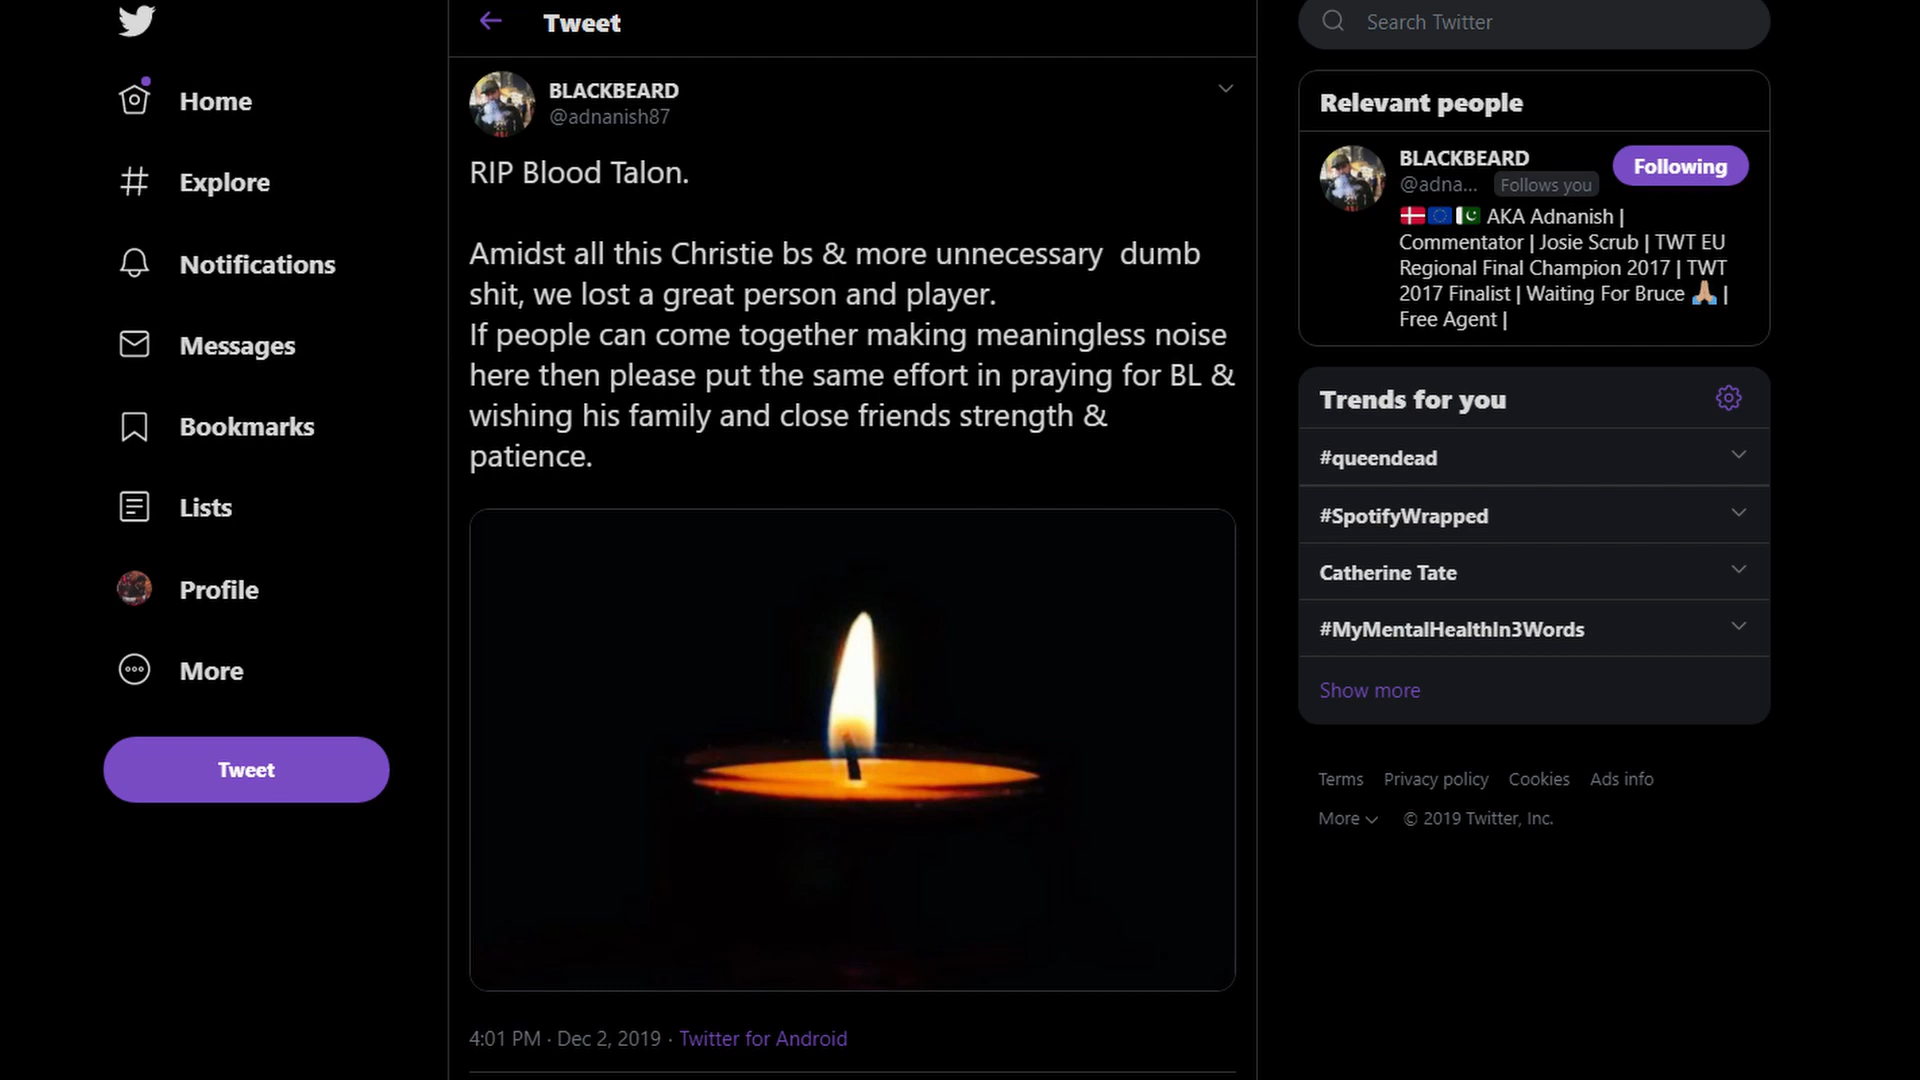 Home
Explore
Notifications
Messages
Bookmarks
Lists
Profile
More
Tweet
Tweet
BLACKBEARD
@adnanish87
RIP Blood Talon.
Amidst all this Christie bs & more unnecessary  dumb
shit, we lost a great person and player.
If people can come together making meaningless noise
here then please put the same effort in praying for BL &
wishing his family and close friends strength &
patience.
4:01 PM · Dec 2, 2019 · Twitter for Android
Search Twitter
Relevant people
BLACKBEARD
@adna... Follows you
Following
🇩🇰🇪🇺🇵🇰 AKA Adnanish |
Commentator | Josie Scrub | TWT EU
Regional Final Champion 2017 | TWT
2017 Finalist | Waiting For Bruce 🙏🏼 |
Free Agent |
Trends for you
#queendead
#SpotifyWrapped
Catherine Tate
#MyMentalHealthIn3Words
Show more
Terms Privacy policy Cookies Ads info
More © 2019 Twitter, Inc.